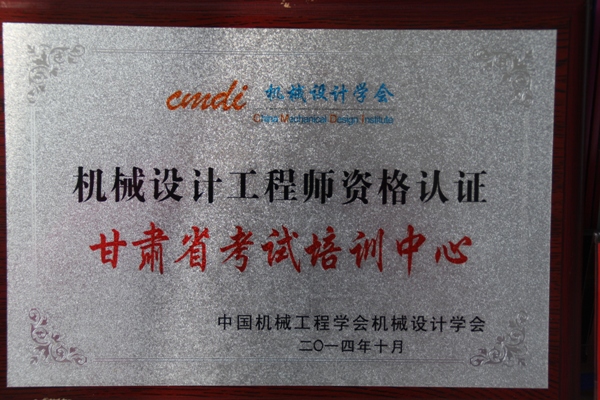 cmdi 机械设计学会
China Mechanical Design Institute
机械设计工程师资格认证
甘肃省考试培训中心
中国机械工程学会机械设计学会
二〇一四年十月